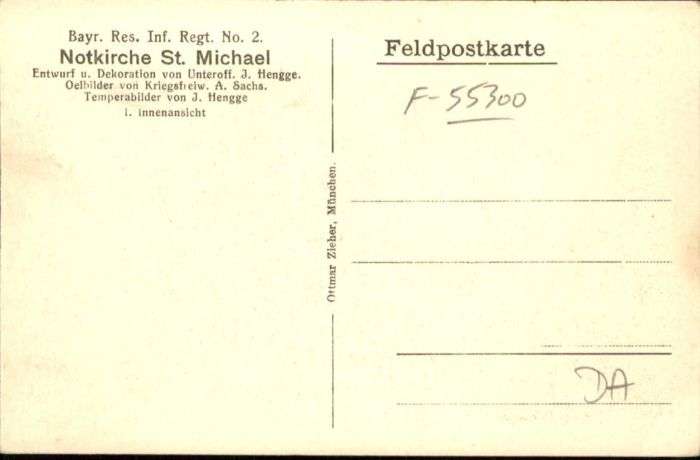 Bayr. Res. Inf. Regt. No. 2.
Notkirche St. Michael
Entwurf u. Dekoration von Unteroff. J. Hengge.
Oelbilder von Kriegsfreiw. A. Sachs.
Temperabilder von J. Hengge
I. Innenansicht
Ottmar Zieher, München.
Feldpostkarte
F-55300
DA